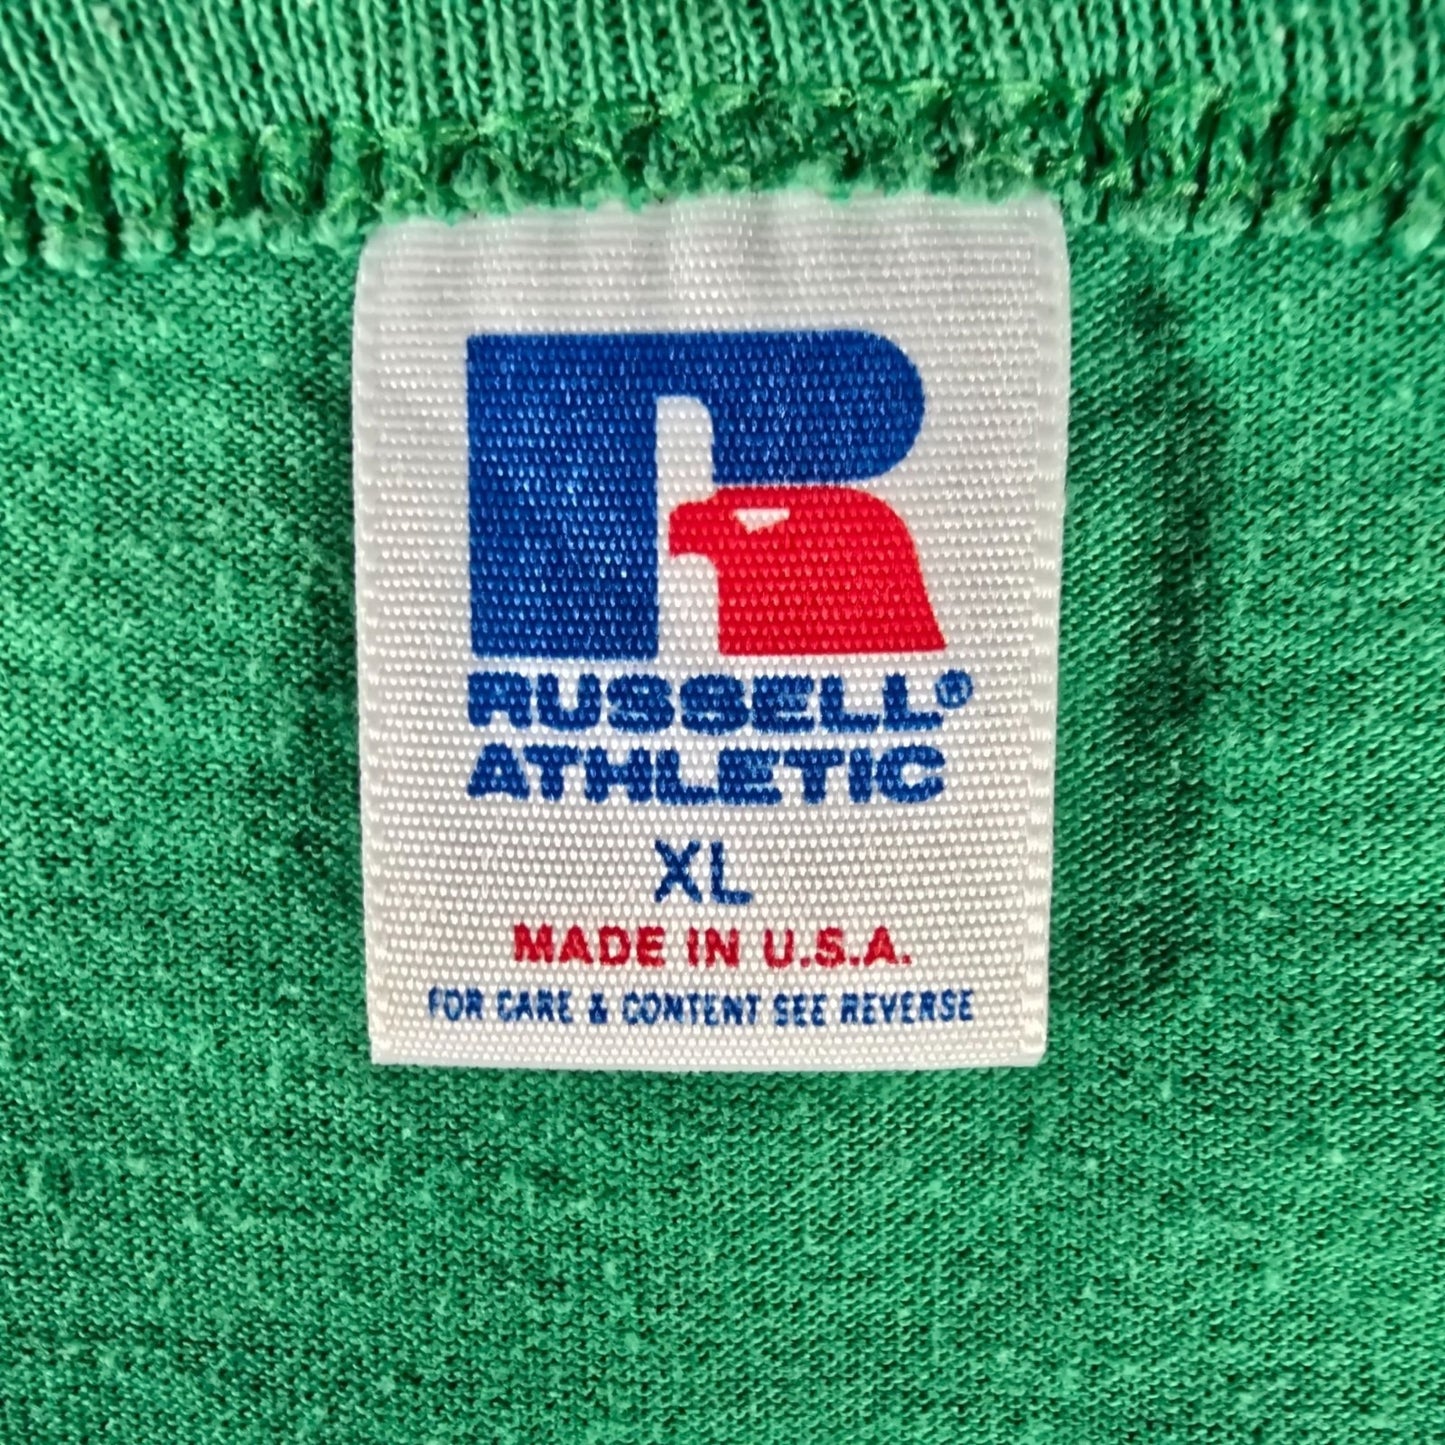 RUSSELL®
ATHLETIC
XL
MADE IN U.S.A.
FOR CARE & CONTENT SEE REVERSE